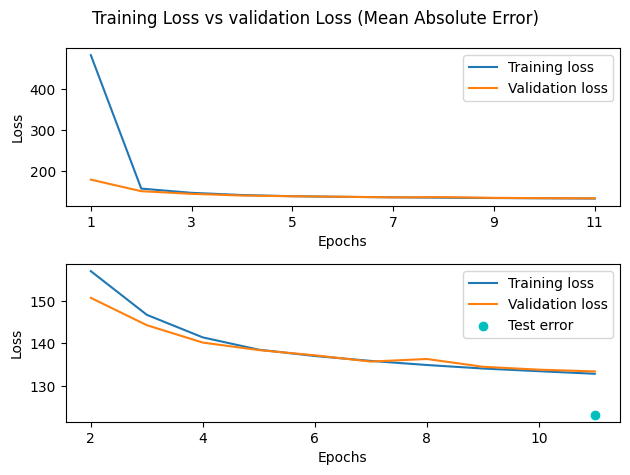 Training Loss vs validation Loss (Mean Absolute Error)
Loss
400
300
200
Training loss
Validation loss
1 3 5 7 9 11
Epochs
Loss
150
140
130
Training loss
Validation loss
Test error
2 4 6 8 10
Epochs